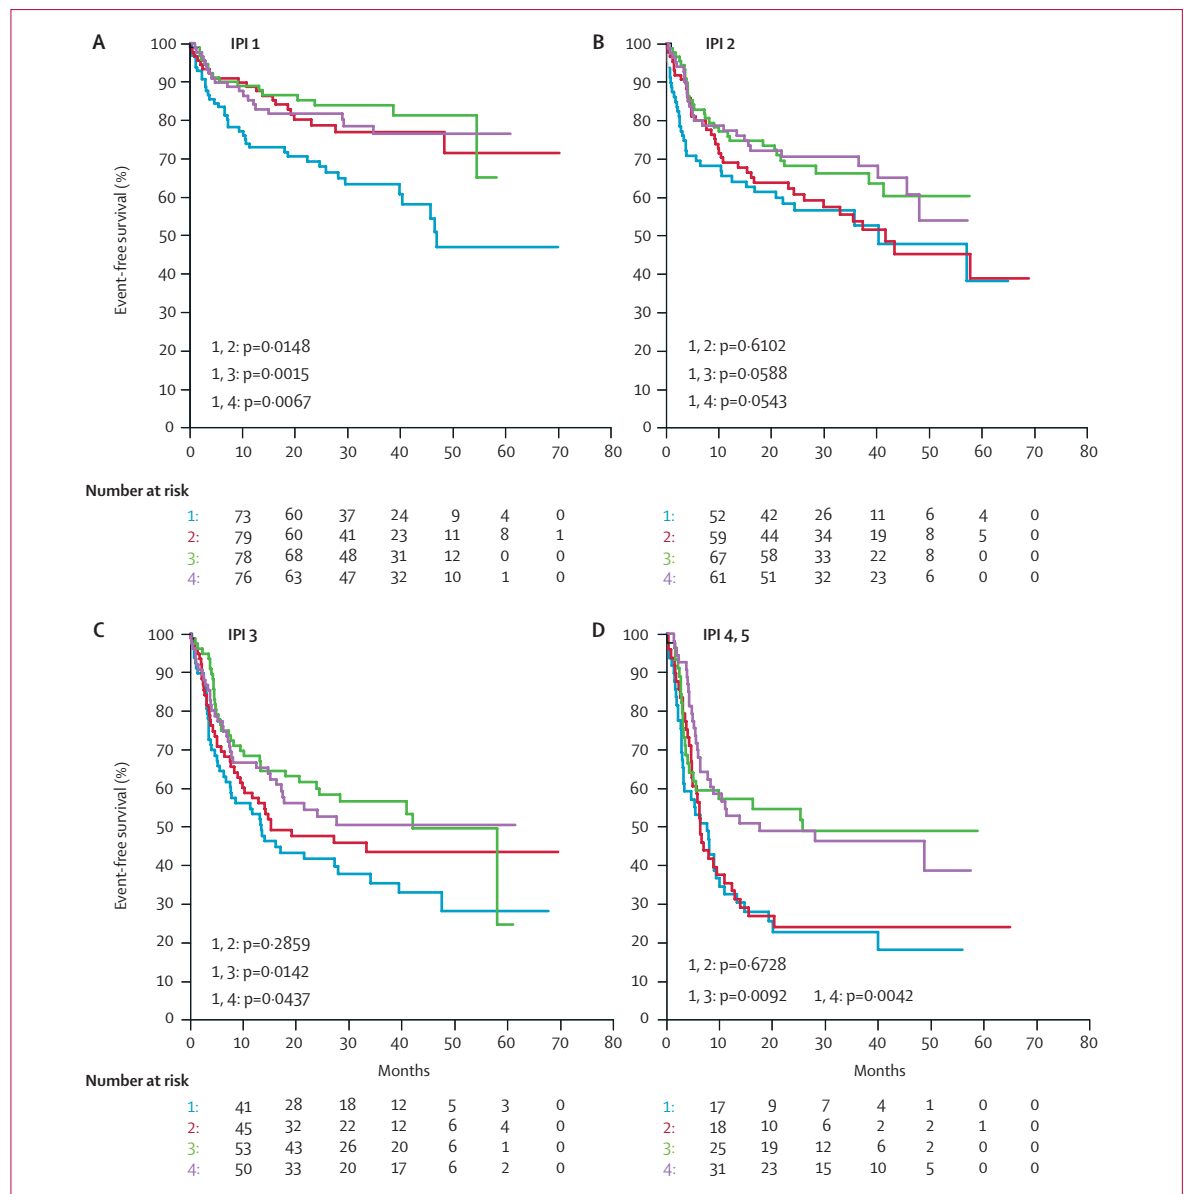 A IPI 1
100
90
80
70
60
50
40
30
20
10
0
Event-free survival (%)
1, 2: p=0·0148
1, 3: p=0·0015
1, 4: p=0·0067
0 10 20 30 40 50 60 70 80
B IPI 2
100
90
80
70
60
50
40
30
20
10
0
1, 2: p=0·6102
1, 3: p=0·0588
1, 4: p=0·0543
0 10 20 30 40 50 60 70 80
Number at risk
1: 73 60 37 24 9 4 0
2: 79 60 41 23 11 8 1
3: 78 68 48 31 12 0 0
4: 76 63 47 32 10 1 0
1: 52 42 26 11 6 4 0
2: 59 44 34 19 8 5 0
3: 67 58 33 22 8 0 0
4: 61 51 32 23 6 0 0
C IPI 3
100
90
80
70
60
50
40
30
20
10
0
Event-free survival (%)
1, 2: p=0·2859
1, 3: p=0·0142
1, 4: p=0·0437
0 10 20 30 40 50 60 70 80
Months
D IPI 4, 5
100
90
80
70
60
50
40
30
20
10
0
1, 2: p=0·6728
1, 3: p=0·0092 1, 4: p=0·0042
0 10 20 30 40 50 60 70 80
Months
Number at risk
1: 41 28 18 12 5 3 0
2: 45 32 22 12 6 4 0
3: 53 43 26 20 6 1 0
4: 50 33 20 17 6 2 0
1: 17 9 7 4 1 0 0
2: 18 10 6 2 2 1 0
3: 25 19 12 6 2 0 0
4: 31 23 15 10 5 0 0